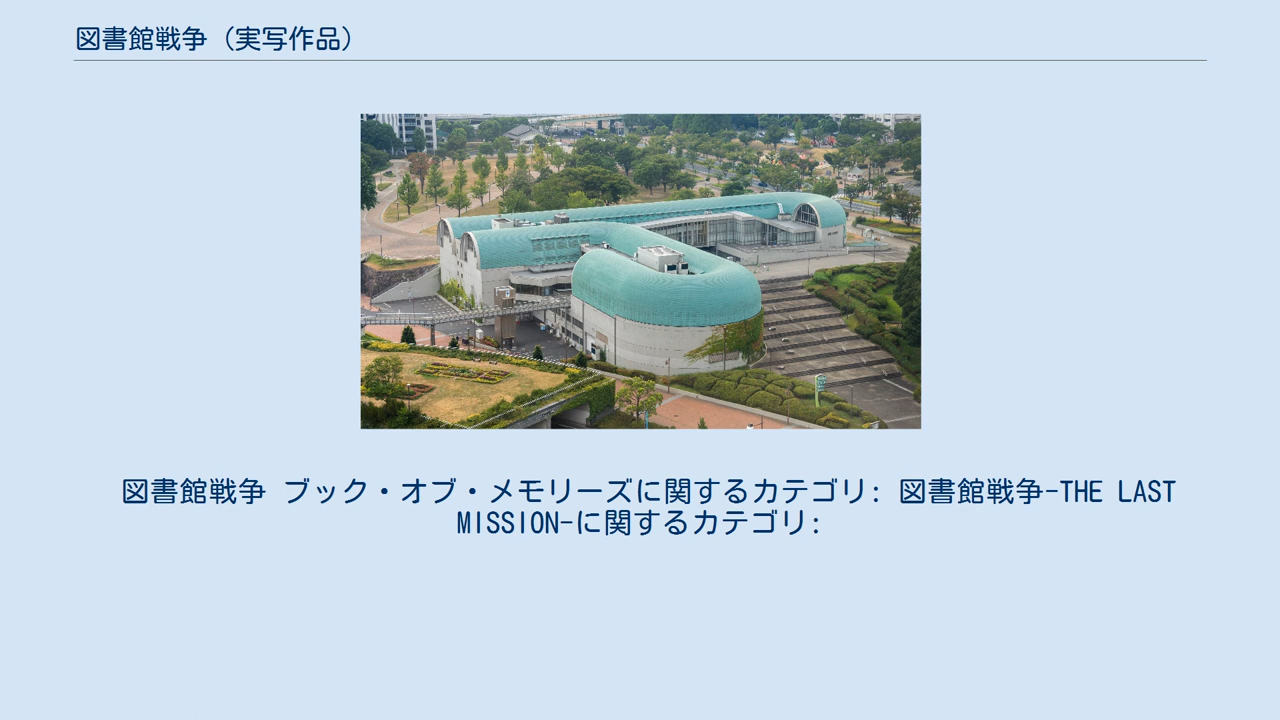 図書館戦争（実写作品）
図書館戦争 ブック・オブ・メモリーズに関するカテゴリ: 図書館戦争-THE LAST
MISSION-に関するカテゴリ: